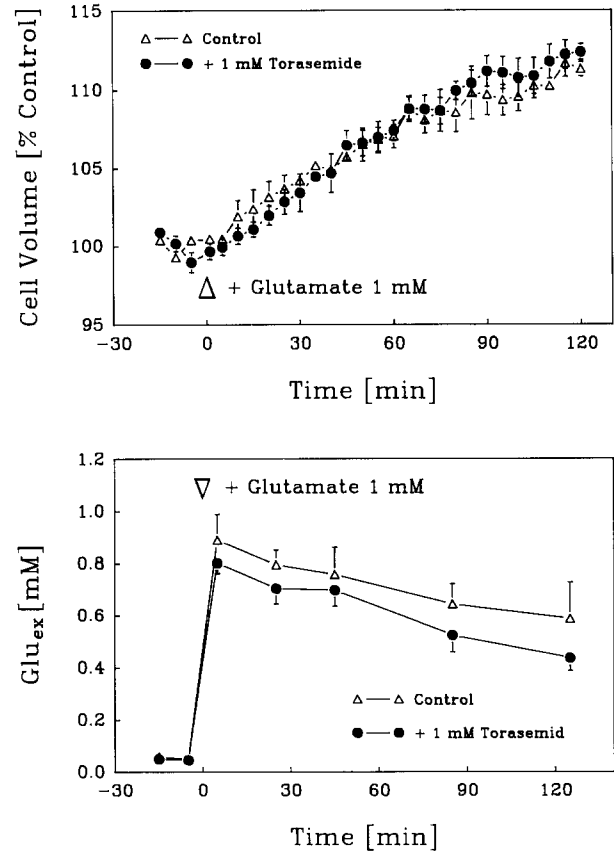 Cell Volume [% Control]
115
110
105
100
95
Control
+ 1 mM Torasemide
+ Glutamate 1 mM
-30
0
30
60
90
120
Time [min]
Glu_ex [mM]
1.2
1.0
0.8
0.6
0.4
0.2
0.0
+ Glutamate 1 mM
Control
+ 1 mM Torasemid
-30
0
30
60
90
120
Time [min]